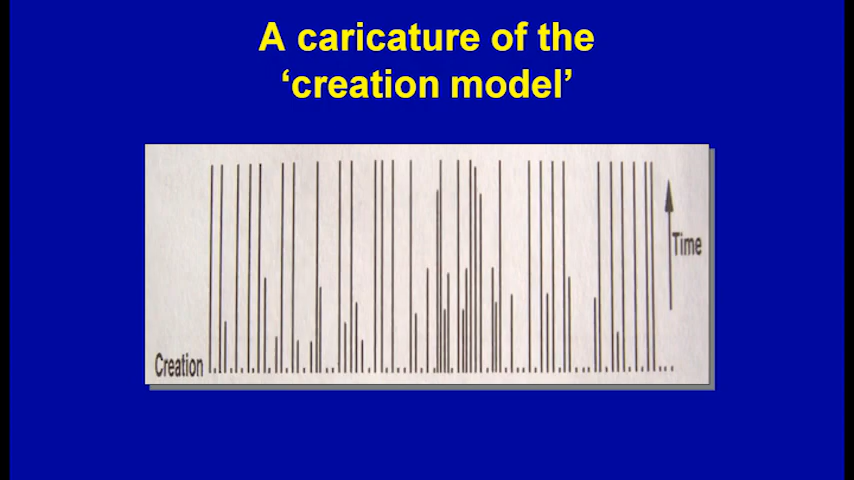 A caricature of the
‘creation model’
Time
Creation